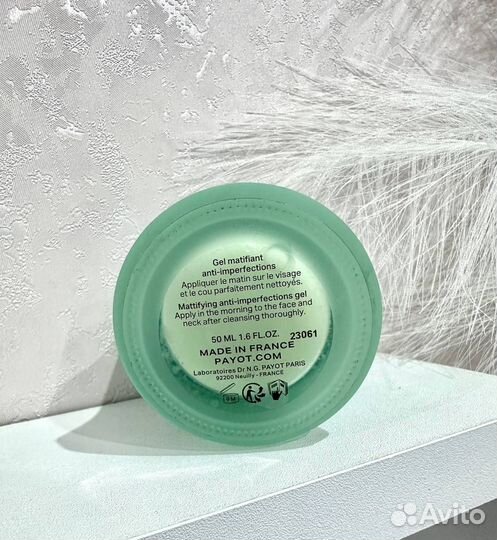 Gel matifiant
anti-imperfections
Appliquer le matin sur le visage
et le cou parfaitement nettoyés.
Mattifying anti-imperfections gel
Apply in the morning to the face and
neck after cleansing thoroughly.
50 ML 1.6 FL.OZ. 23061
MADE IN FRANCE
PAYOT.COM
Laboratoires Dr N.G. PAYOT PARIS
92200 Neuilly - FRANCE
9M
Avito